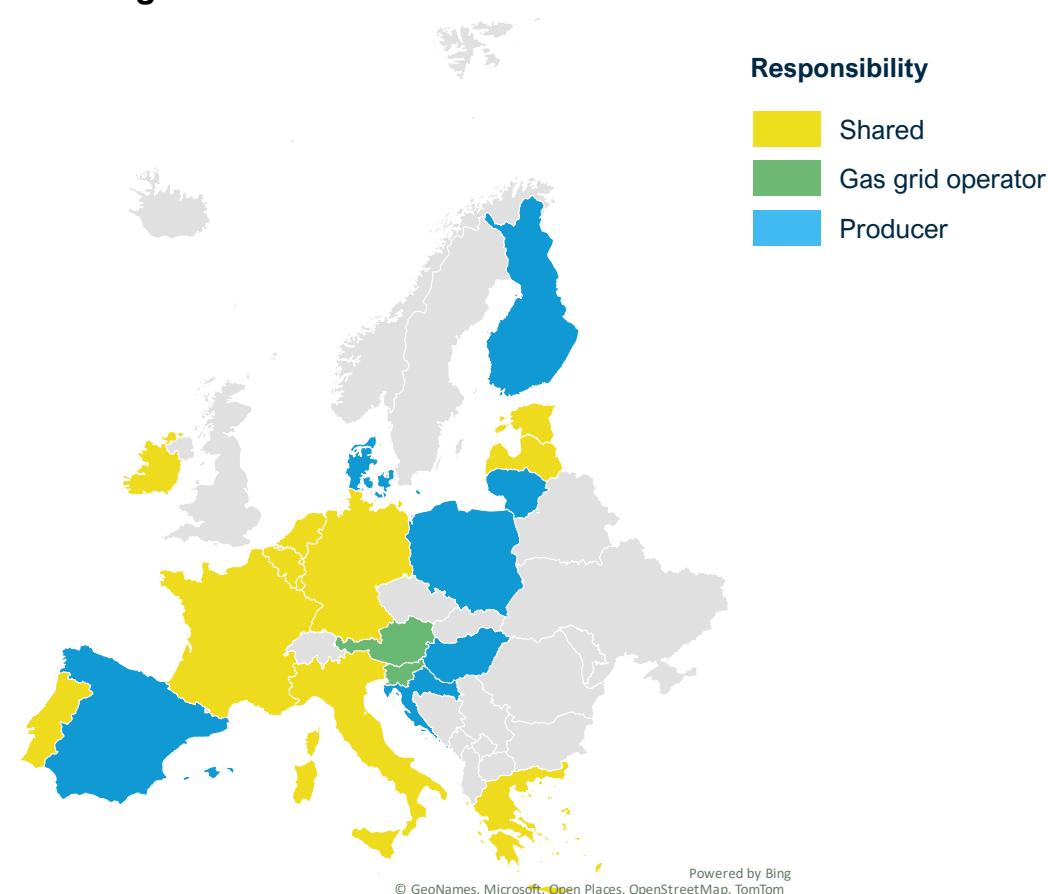 Responsibility
Shared
Gas grid operator
Producer
Powered by Bing
© GeoNames, Microsoft, Open Places, OpenStreetMap, TomTom